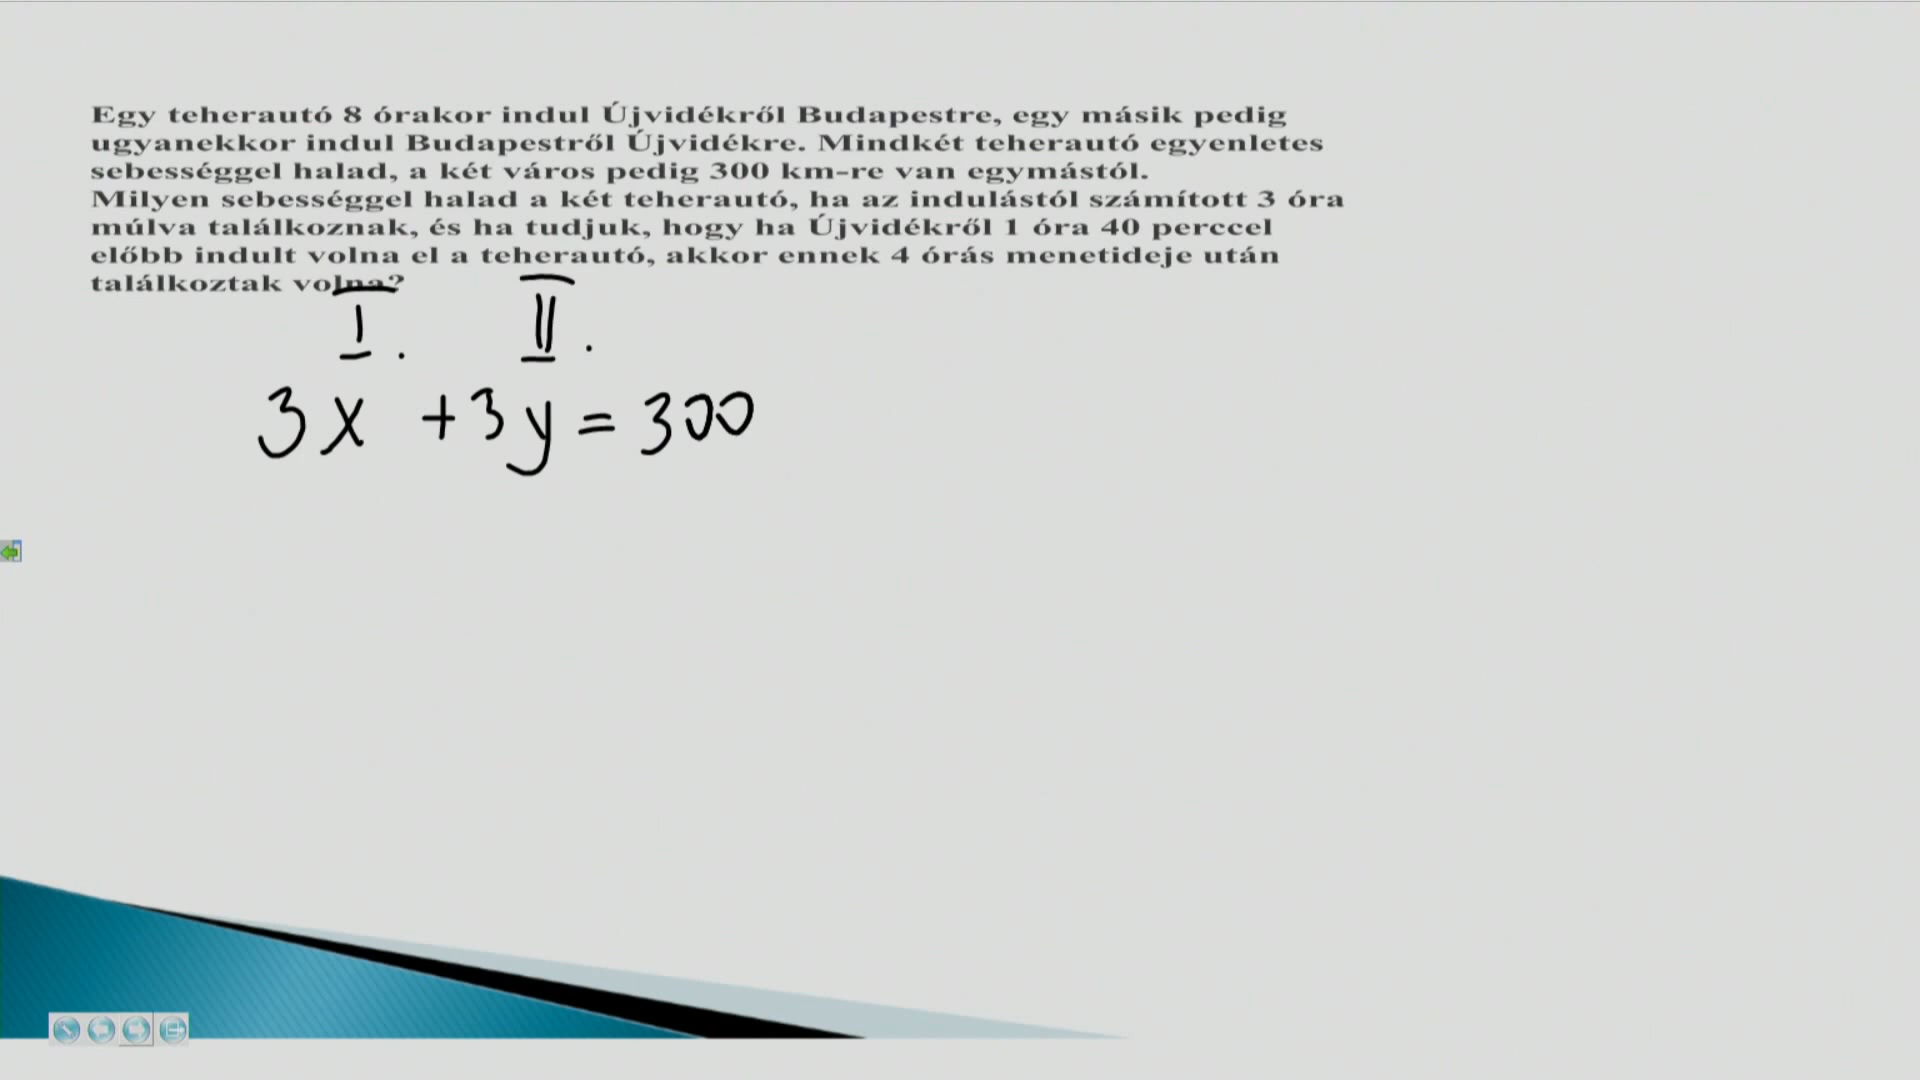 Egy teherautó 8 órakor indul Újvidékről Budapestre, egy másik pedig
ugyanekkor indul Budapestről Újvidékre. Mindkét teherautó egyenletes
sebességgel halad, a két város pedig 300 km-re van egymástól.
Milyen sebességgel halad a két teherautó, ha az indulástól számított 3 óra
múlva találkoznak, és ha tudjuk, hogy ha Újvidékről 1 óra 40 perccel
előbb indult volna el a teherautó, akkor ennek 4 órás menetideje után
találkoztak volna?
I. II.
3x + 3y = 300